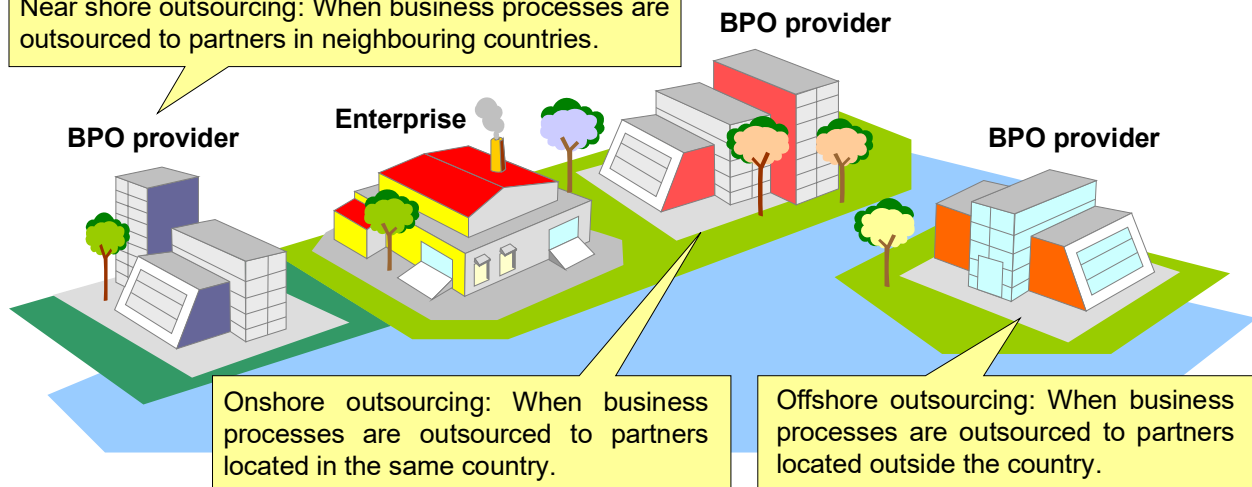 Near shore outsourcing: When business processes are
outsourced to partners in neighbouring countries.
BPO provider
Enterprise
BPO provider
BPO provider
Onshore outsourcing: When business
processes are outsourced to partners
located in the same country.
Offshore outsourcing: When business
processes are outsourced to partners
located outside the country.